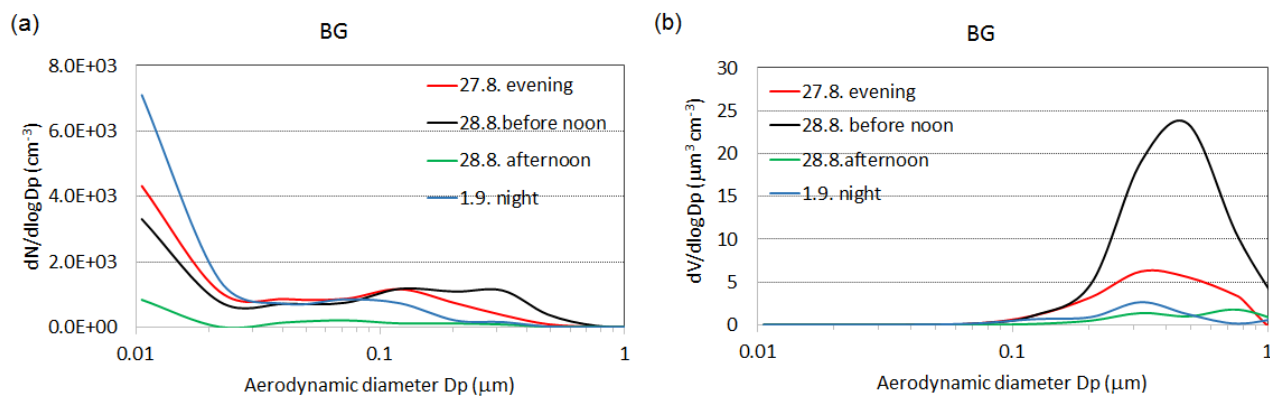 (a)
BG
8.0E+03
6.0E+03
4.0E+03
2.0E+03
0.0E+00
dN/dlogDp (cm⁻³)
27.8. evening
28.8.before noon
28.8. afternoon
1.9. night
0.01
0.1
1
Aerodynamic diameter Dp (μm)
(b)
BG
30
25
20
15
10
5
0
dV/dlogDp (μm³ cm⁻³)
27.8. evening
28.8. before noon
28.8.afternoon
1.9. night
0.01
0.1
1
Aerodynamic diameter Dp (μm)